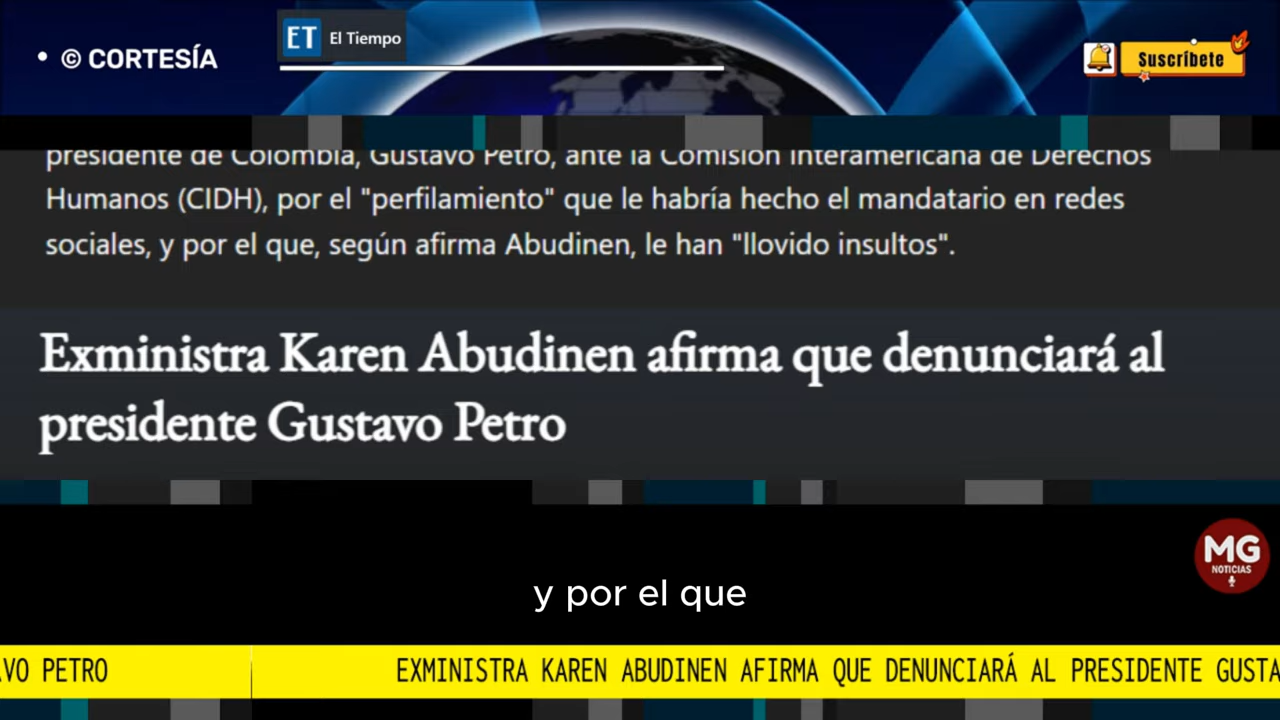 • © CORTESÍA
ET El Tiempo
Suscríbete
presidente de Colombia, Gustavo Petro, ante la Comisión Interamericana de Derechos
Humanos (CIDH), por el "perfilamiento" que le habría hecho el mandatario en redes
sociales, y por el que, según afirma Abudinen, le han "llovido insultos".
Exministra Karen Abudinen afirma que denunciará al
presidente Gustavo Petro
MG
NOTICIAS
y por el que
VO PETRO
EXMINISTRA KAREN ABUDINEN AFIRMA QUE DENUNCIARÁ AL PRESIDENTE GUSTA